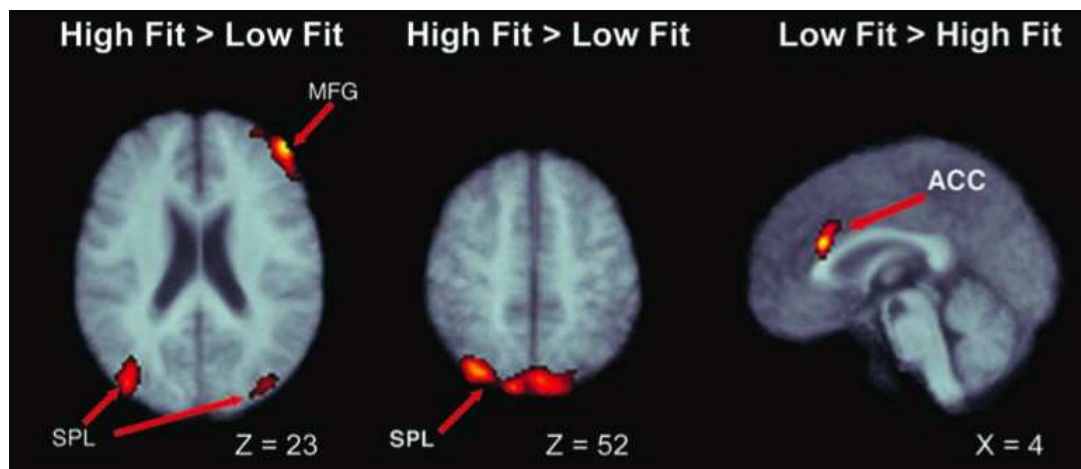 High Fit > Low Fit
High Fit > Low Fit
Low Fit > High Fit
MFG
SPL
Z = 23
SPL
Z = 52
ACC
X = 4